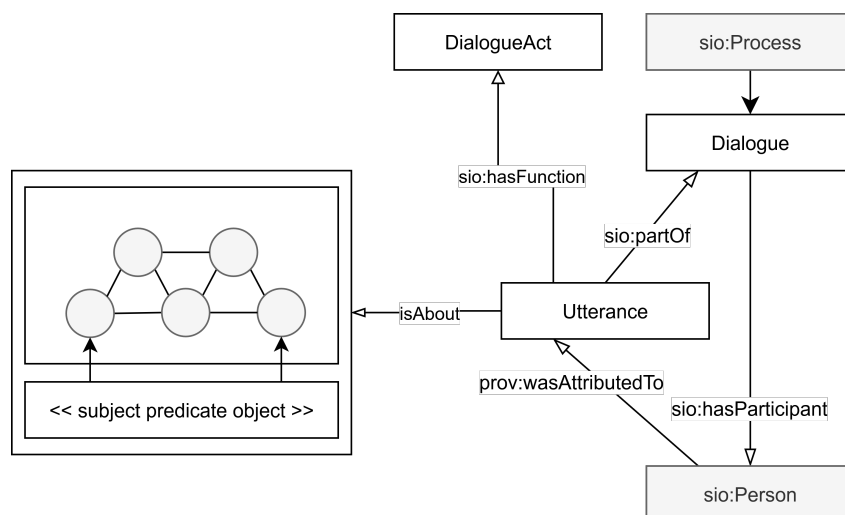 DialogueAct
sio:Process
Dialogue
sio:hasFunction
sio:partOf
isAbout
Utterance
prov:wasAttributedTo
<< subject predicate object >>
sio:hasParticipant
sio:Person